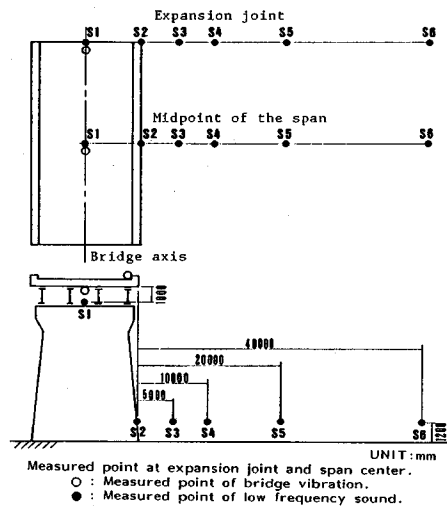 Expansion joint
S1 S2 S3 S4 S5 S6
Midpoint of the span
S1 S2 S3 S4 S5 S6
Bridge axis
1000
S1
40000
20000
10000
5000
S2 S3 S4 S5 S6
1200
UNIT:mm
Measured point at expansion joint and span center.
○ : Measured point of bridge vibration.
● : Measured point of low frequency sound.